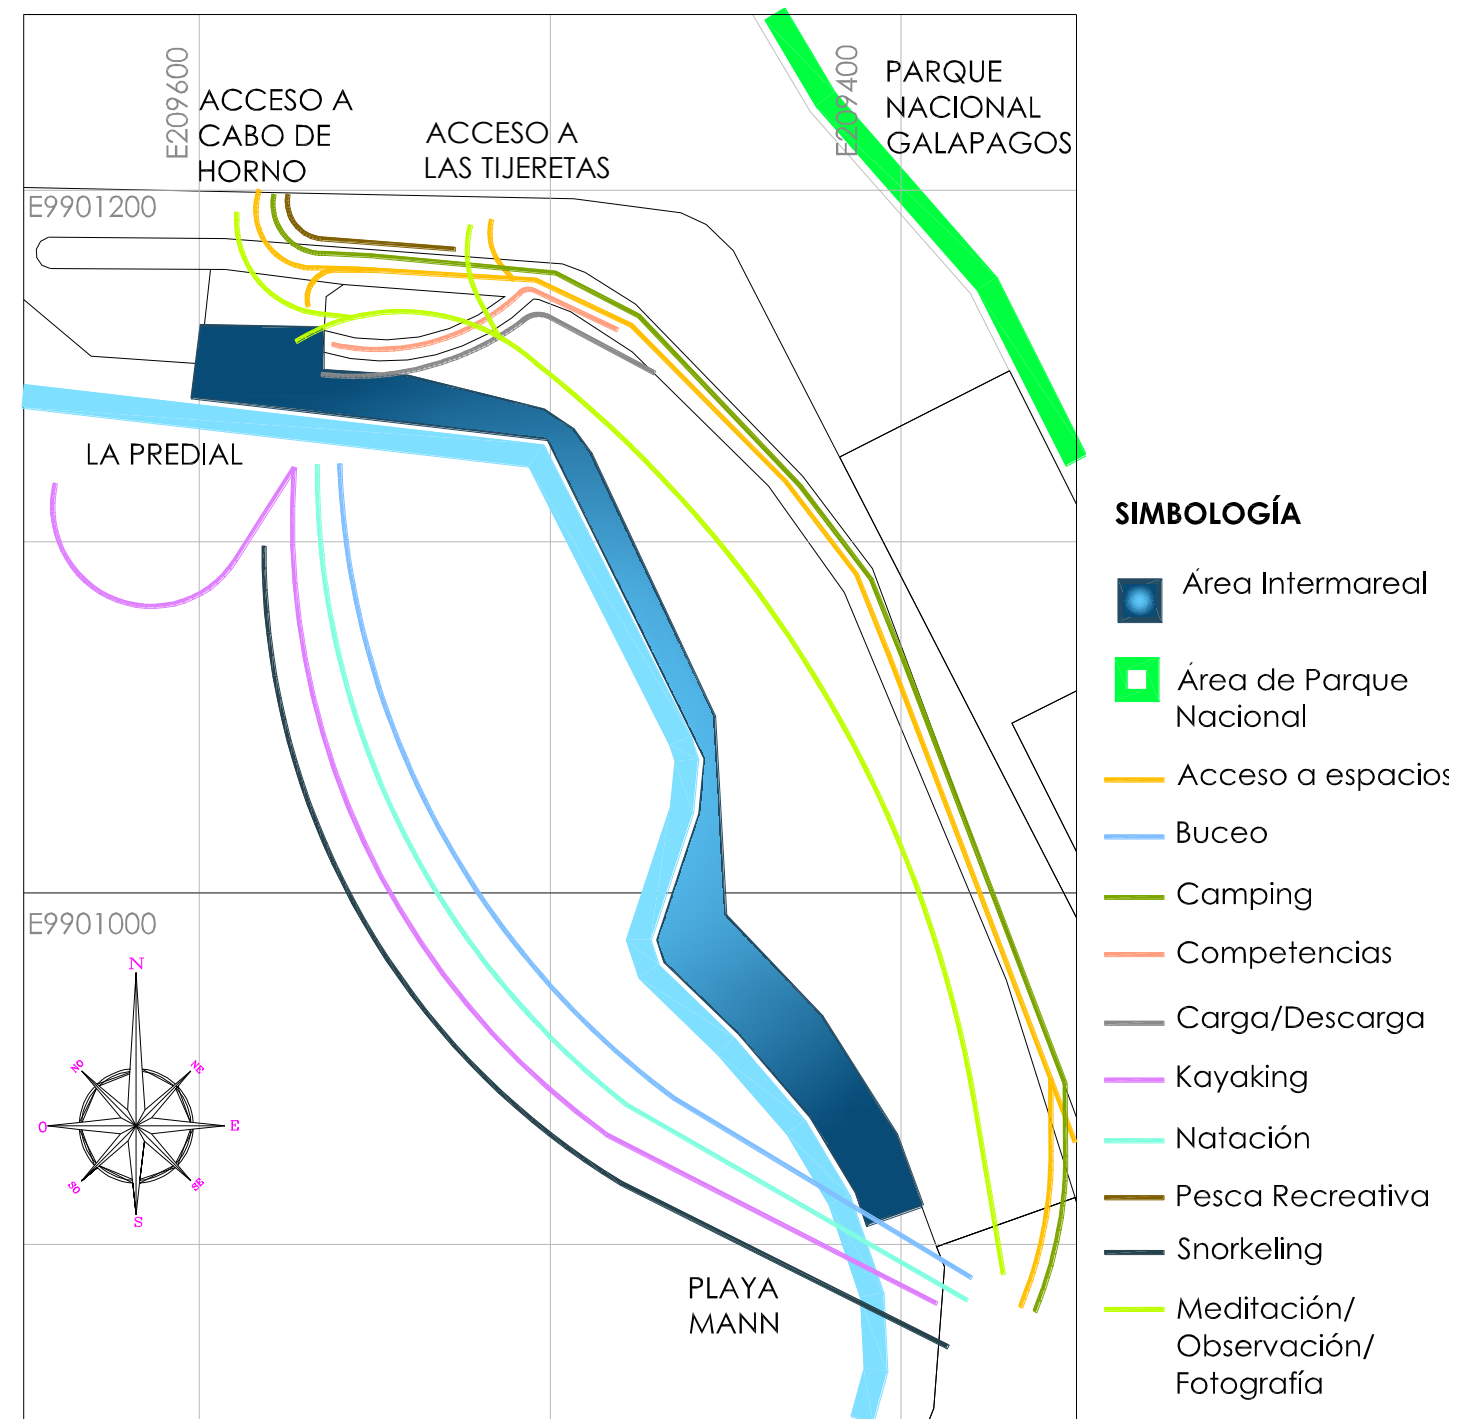 E209600
E209400
PARQUE
NACIONAL
GALAPAGOS
ACCESO A
CABO DE
HORNO
ACCESO A
LAS TIJERETAS
E9901200
LA PREDIAL
E9901000
N
NO
NE
O
E
SO
SE
S
PLAYA
MANN
SIMBOLOGÍA
Área Intermareal
Área de Parque
Nacional
Acceso a espacios
Buceo
Camping
Competencias
Carga/Descarga
Kayaking
Natación
Pesca Recreativa
Snorkeling
Meditación/
Observación/
Fotografía